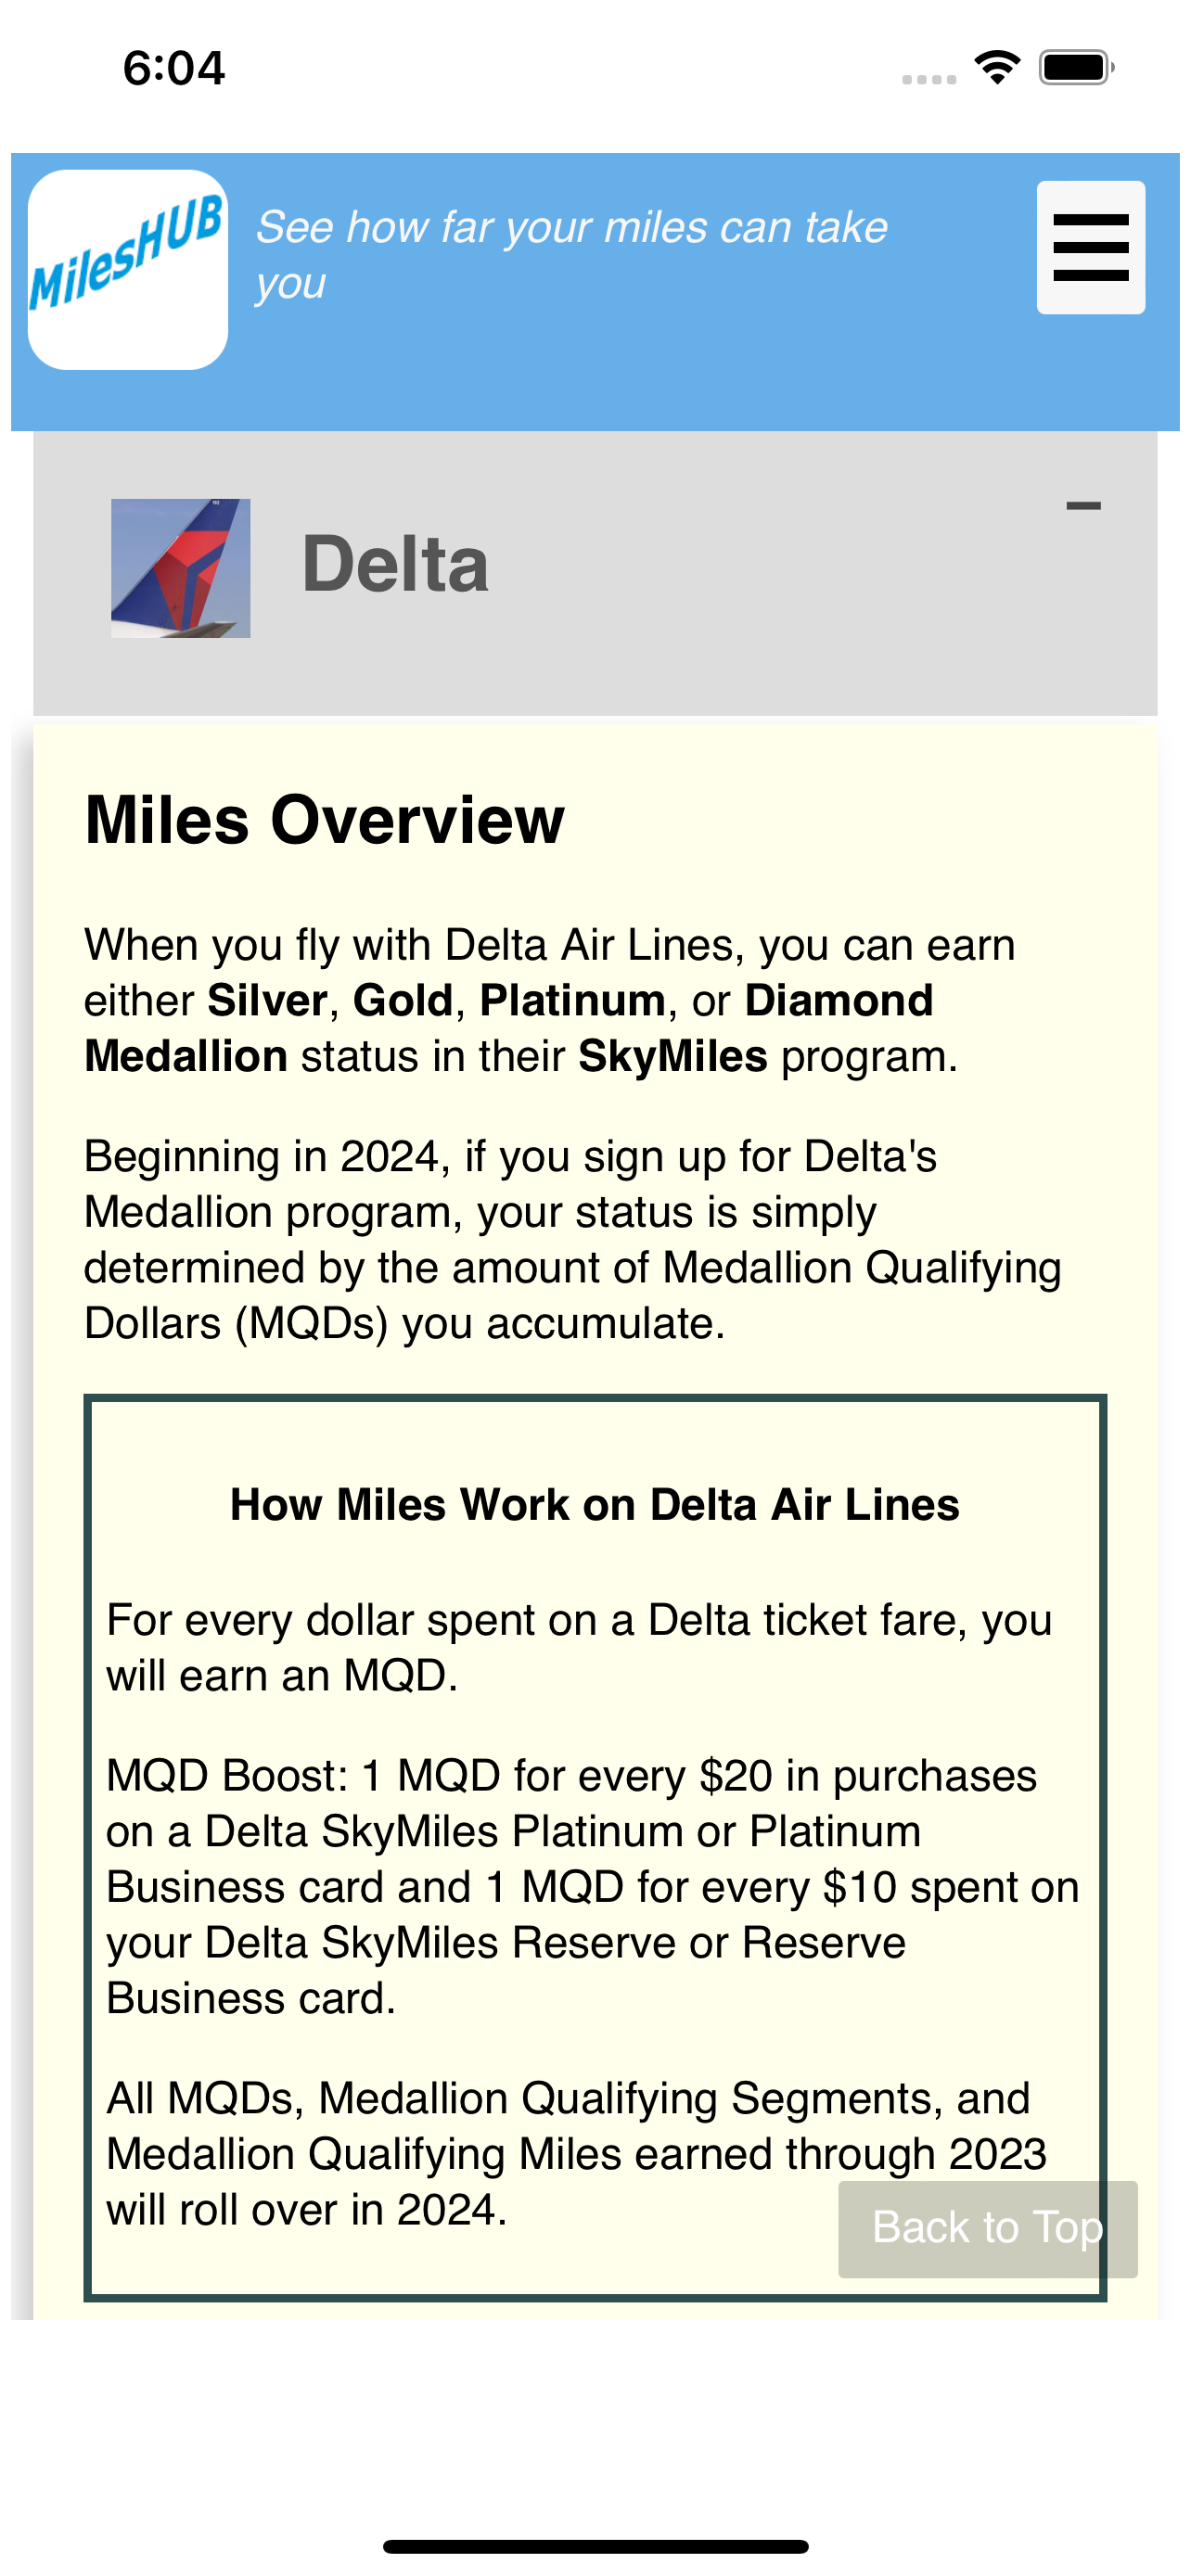 6:04
MilesHUB
See how far your miles can take
you
Delta
Miles Overview
When you fly with Delta Air Lines, you can earn
either Silver, Gold, Platinum, or Diamond
Medallion status in their SkyMiles program.
Beginning in 2024, if you sign up for Delta's
Medallion program, your status is simply
determined by the amount of Medallion Qualifying
Dollars (MQDs) you accumulate.
How Miles Work on Delta Air Lines
For every dollar spent on a Delta ticket fare, you
will earn an MQD.
MQD Boost: 1 MQD for every $20 in purchases
on a Delta SkyMiles Platinum or Platinum
Business card and 1 MQD for every $10 spent on
your Delta SkyMiles Reserve or Reserve
Business card.
All MQDs, Medallion Qualifying Segments, and
Medallion Qualifying Miles earned through 2023
will roll over in 2024.
Back to Top